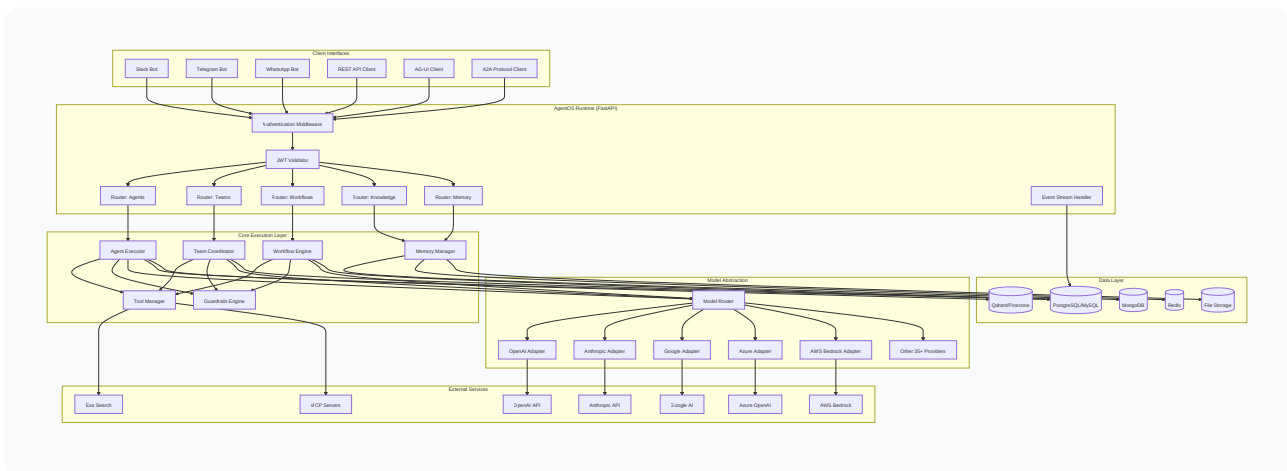 Client Interfaces
Slack Bot
Telegram Bot
WhatsApp Bot
REST API Client
AG-UI Client
A2A Protocol Client
AgentOS Runtime (FastAPI)
Authentication Middleware
JWT Validator
Router: Agents
Router: Teams
Router: Workflows
Router: Knowledge
Router: Memory
Event Stream Handler
Core Execution Layer
Agent Executor
Team Coordinator
Workflow Engine
Memory Manager
Tool Manager
Guardrails Engine
Model Abstraction
Model Router
OpenAI Adapter
Anthropic Adapter
Google Adapter
Azure Adapter
AWS Bedrock Adapter
Other 35+ Providers
Data Layer
Qdrant/Pinecone
PostgreSQL/MySQL
MongoDB
Redis
File Storage
External Services
Exa Search
MCP Servers
OpenAI API
Anthropic API
Google AI
Azure OpenAI
AWS Bedrock